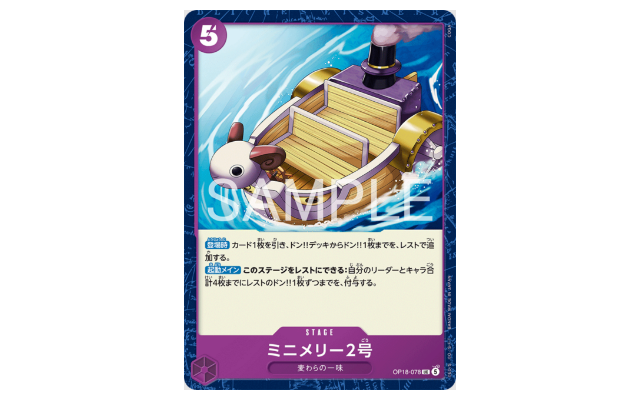 5
SAMPLE
登場時 カード1枚を引き、ドン!!デッキからドン!!1枚までを、レストで追
加する。
起動メイン このステージをレストにできる：自分のリーダーとキャラ合
計4枚までにレストのドン!!1枚ずつまでを、付与する。
STAGE
ミニメリー2号
麦わらの一味
OP18-078 UC 5